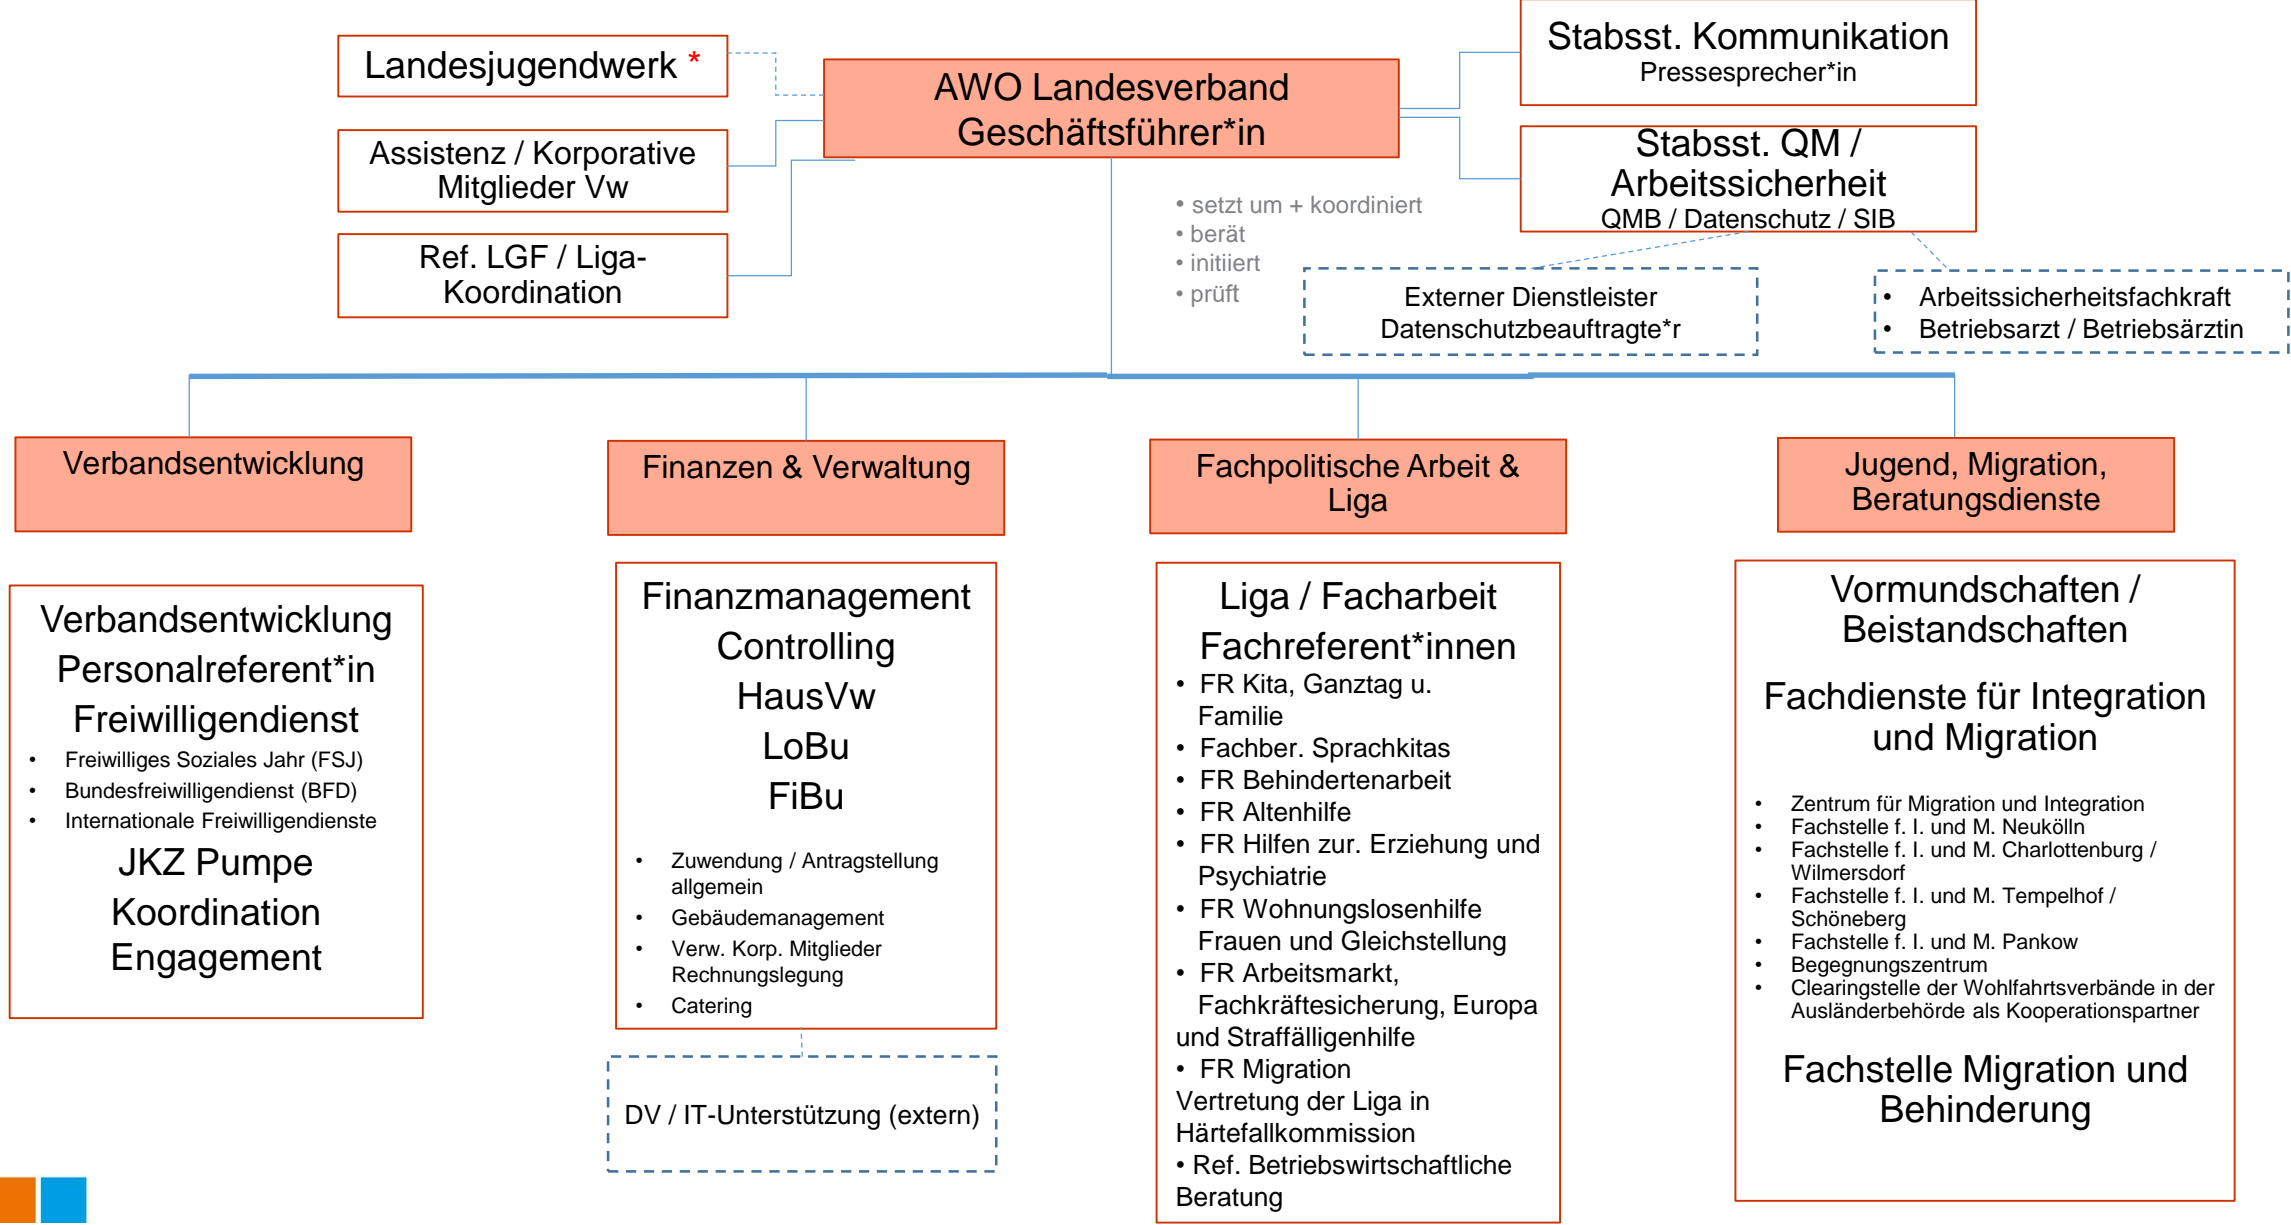 Landesjugendwerk *
Assistenz / Korporative
Mitglieder Vw
Ref. LGF / Liga-
Koordination
AWO Landesverband
Geschäftsführer*in
Stabsst. Kommunikation
Pressesprecher*in
Stabsst. QM /
Arbeitssicherheit
QMB / Datenschutz / SIB
• setzt um + koordiniert
• berät
• initiiert
• prüft
Externer Dienstleister
Datenschutzbeauftragte*r
• Arbeitssicherheitsfachkraft
• Betriebsarzt / Betriebsärztin
Verbandsentwicklung
Finanzen & Verwaltung
Fachpolitische Arbeit &
Liga
Jugend, Migration,
Beratungsdienste
Verbandsentwicklung
Personalreferent*in
Freiwilligendienst
• Freiwilliges Soziales Jahr (FSJ)
• Bundesfreiwilligendienst (BFD)
• Internationale Freiwilligendienste
JKZ Pumpe
Koordination
Engagement
Finanzmanagement
Controlling
HausVw
LoBu
FiBu
• Zuwendung / Antragstellung
allgemein
• Gebäudemanagement
• Verw. Korp. Mitglieder
Rechnungslegung
• Catering
DV / IT-Unterstützung (extern)
Liga / Facharbeit
Fachreferent*innen
• FR Kita, Ganztag u.
Familie
• Fachber. Sprachkitas
• FR Behindertenarbeit
• FR Altenhilfe
• FR Hilfen zur. Erziehung und
Psychiatrie
• FR Wohnungslosenhilfe
Frauen und Gleichstellung
• FR Arbeitsmarkt,
Fachkräftesicherung, Europa
und Straffälligenhilfe
• FR Migration
Vertretung der Liga in
Härtefallkommission
• Ref. Betriebswirtschaftliche
Beratung
Vormundschaften /
Beistandschaften
Fachdienste für Integration
und Migration
• Zentrum für Migration und Integration
• Fachstelle f. I. und M. Neukölln
• Fachstelle f. I. und M. Charlottenburg /
Wilmersdorf
• Fachstelle f. I. und M. Tempelhof /
Schöneberg
• Fachstelle f. I. und M. Pankow
• Begegnungszentrum
• Clearingstelle der Wohlfahrtsverbände in der
Ausländerbehörde als Kooperationspartner
Fachstelle Migration und
Behinderung